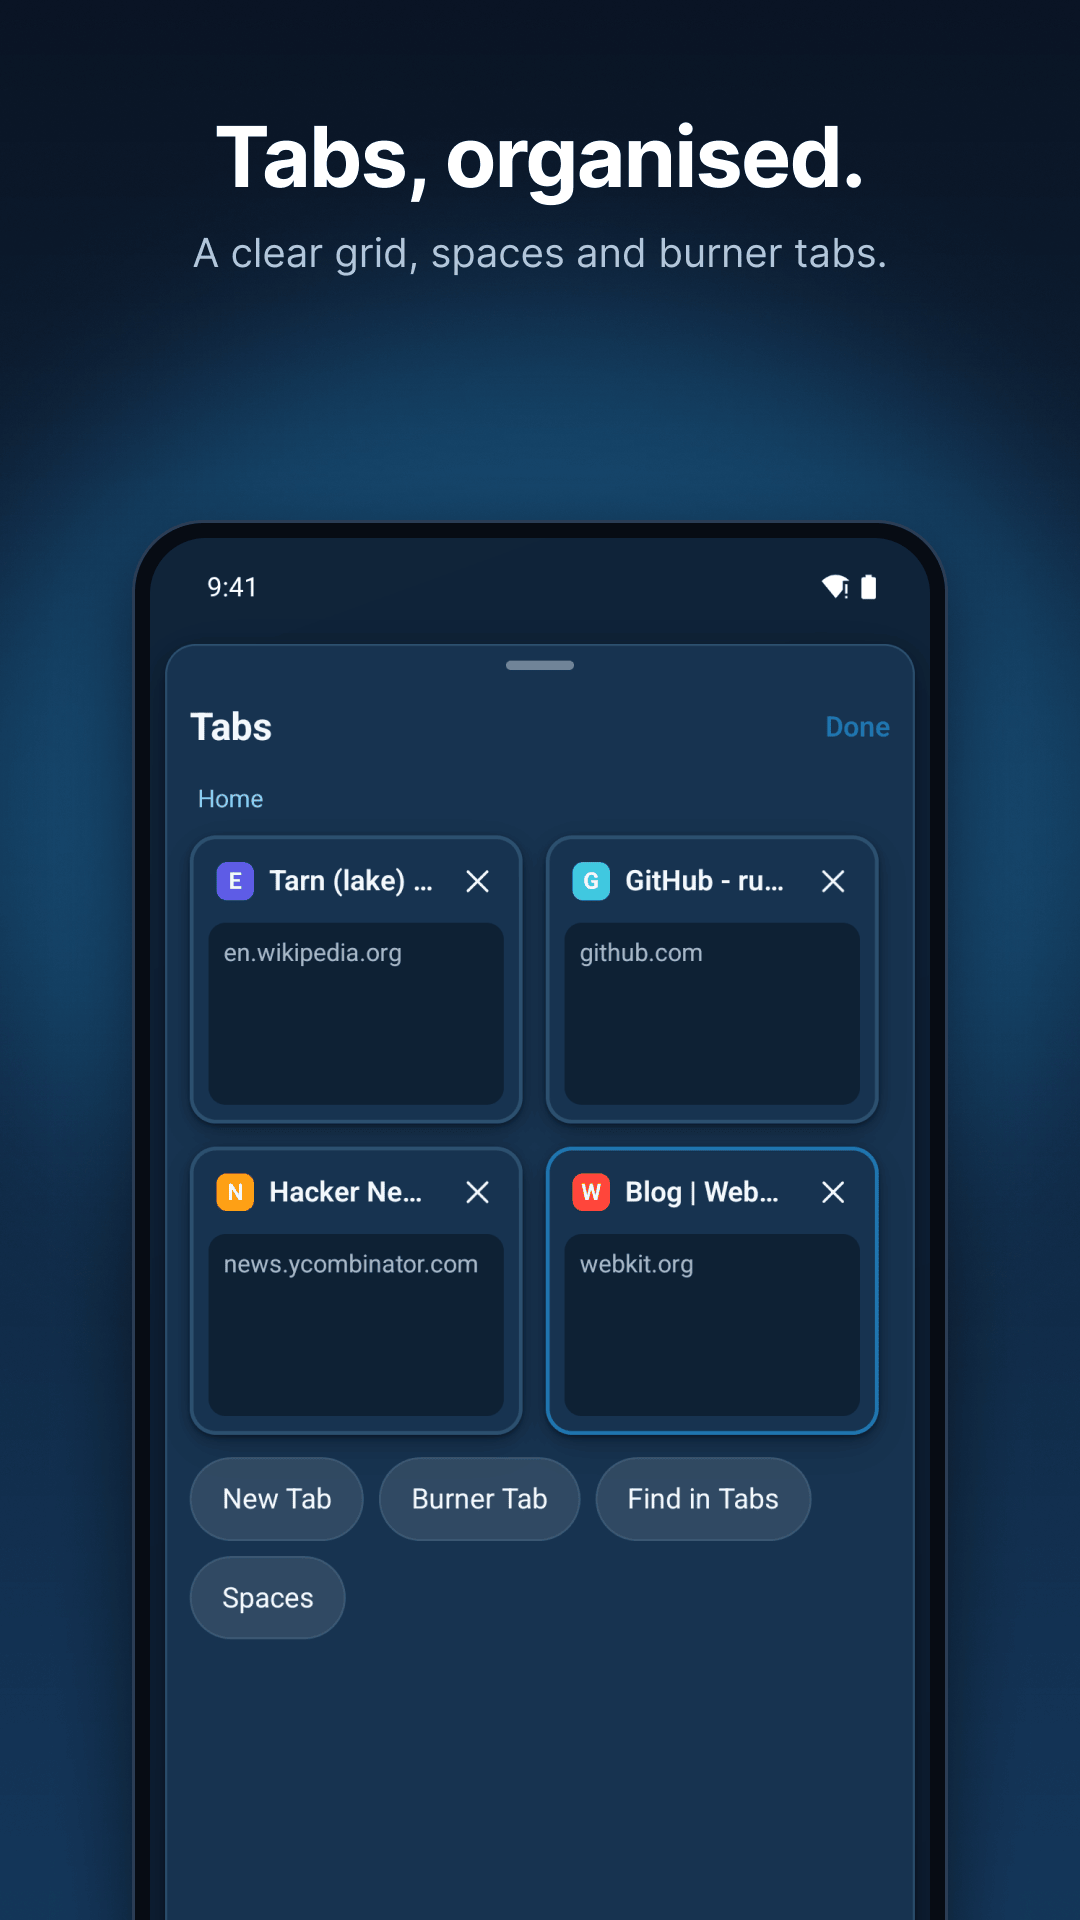 Tabs, organised.
A clear grid, spaces and burner tabs.
9:41
Tabs
Done
Home
E Tarn (lake) ...
G GitHub - ru...
en.wikipedia.org
github.com
N Hacker Ne...
W Blog | Web...
news.ycombinator.com
webkit.org
New Tab
Burner Tab
Find in Tabs
Spaces